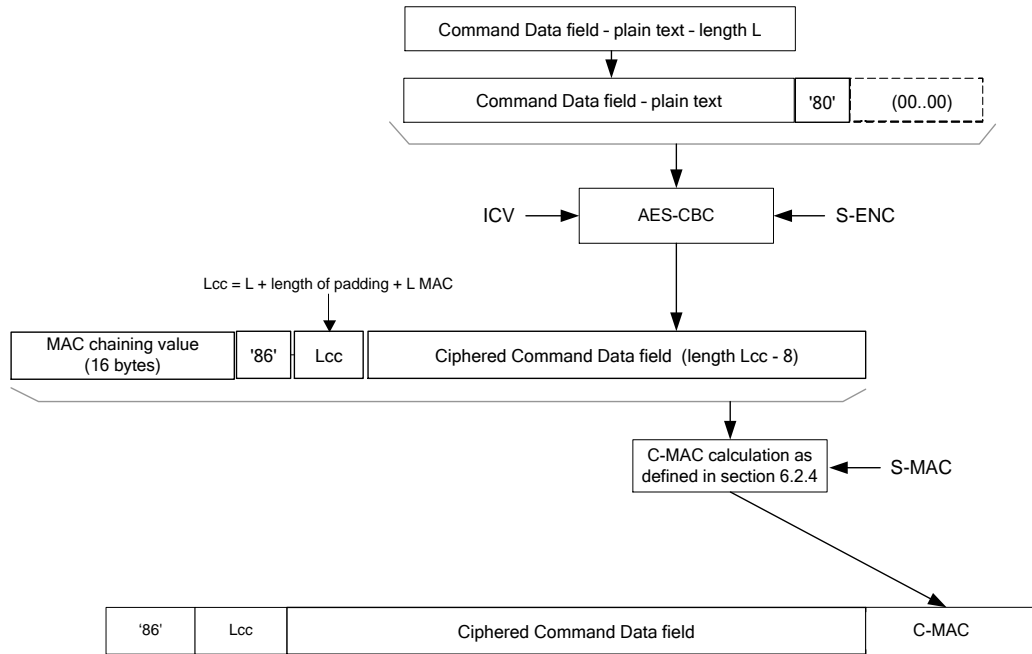 Command Data field - plain text - length L
Command Data field - plain text
'80'
(00..00)
ICV
AES-CBC
S-ENC
Lcc = L + length of padding + L MAC
MAC chaining value
(16 bytes)
'86'
Lcc
Ciphered Command Data field (length Lcc - 8)
C-MAC calculation as
defined in section 6.2.4
S-MAC
‘86’
Lcc
Ciphered Command Data field
C-MAC